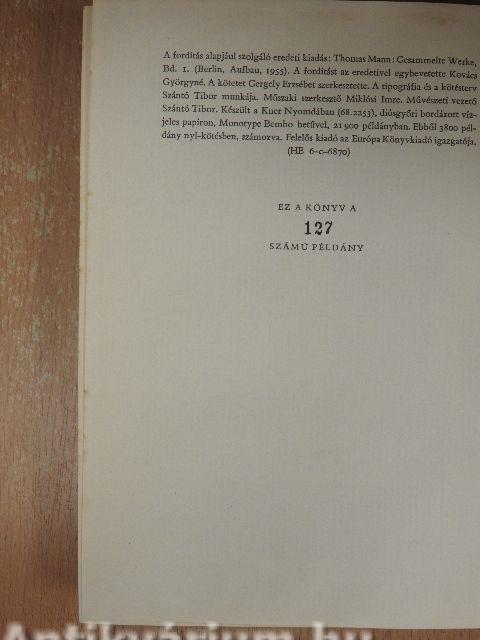 A fordítás alapjául szolgáló eredeti kiadás: Thomas Mann: Gesammelte Werke,
Bd. 1. (Berlin, Aufbau, 1955). A fordítást az eredetivel egybevetette Kovács
Györgyné. A kötetet Gergely Erzsébet szerkesztette. A tipográfia és a kötésterv
Szántó Tibor munkája. Műszaki szerkesztő Miklósi Imre. Művészeti vezető
Szántó Tibor. Készült a Kner Nyomdában (68.2253), diósgyőri bordázott víz-
jeles papíron, Monotype Bembo betűvel, 21 900 példányban. Ebből 3800 pél-
dány nyl-kötésben, számozva. Felelős kiadó az Európa Könyvkiadó igazgatója.
(HE 6-c-6870)
EZ A KÖNYV A
127
SZÁMÚ PÉLDÁNY
Antikvárium.hu